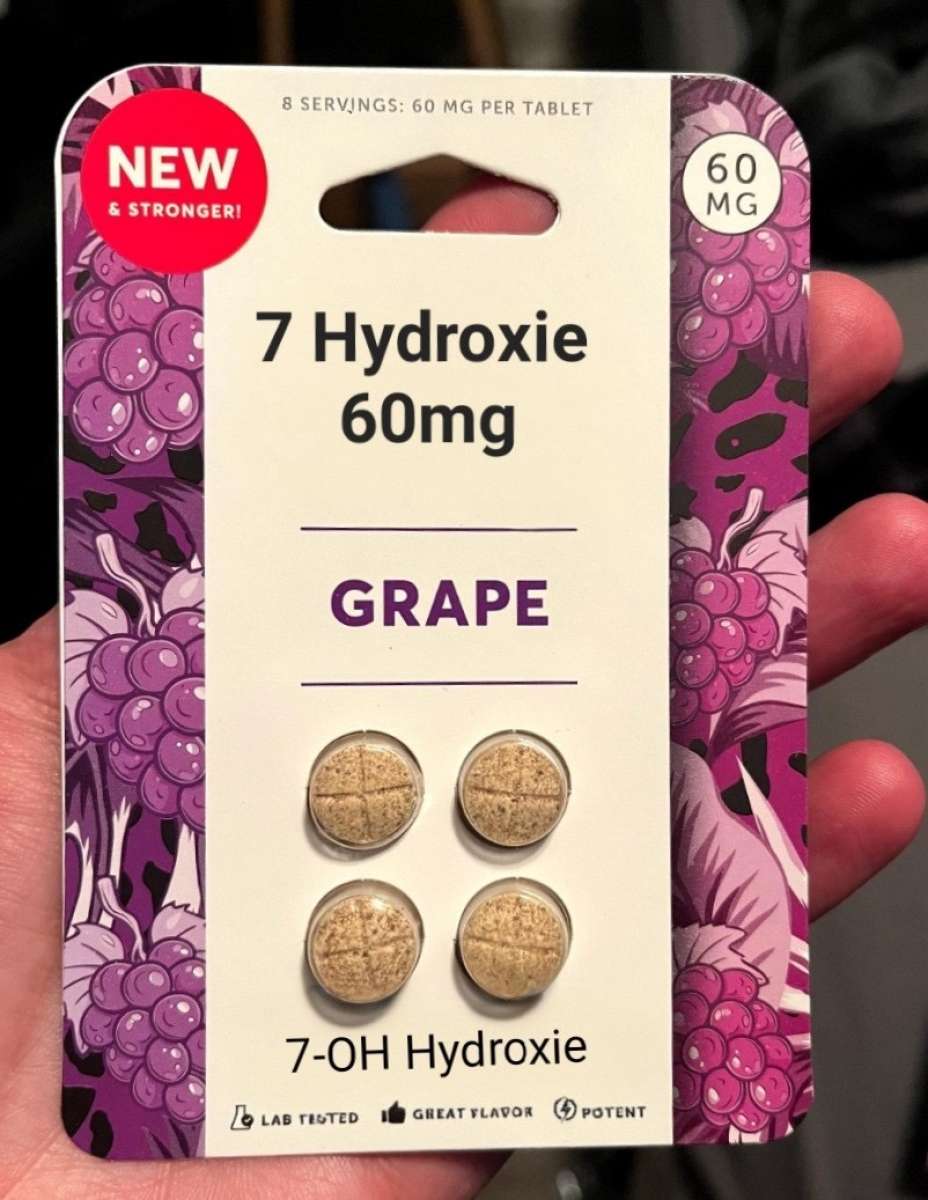 8 SERVINGS: 60 MG PER TABLET
NEW
& STRONGER!
60
MG
7 Hydroxie
60mg
GRAPE
7-OH Hydroxie
LAB TESTED GREAT FLAVOR POTENT